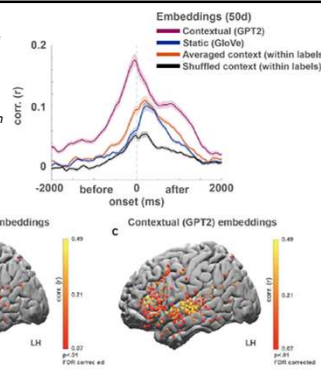 Embeddings (50d)
Contextual (GPT2)
Static (GloVe)
Averaged context (within labels
Shuffled context (within labels)
corr. (r)
0.2
0.1
0
-2000 before 0 after 2000
onset (ms)
mbeddings
corr (r)
0.49
0.21
0.07
p<.01
FDR corrected
LH
C
Contextual (GPT2) embeddings
corr (r)
0.49
0.21
0.07
p<.01
FDR corrected
LH